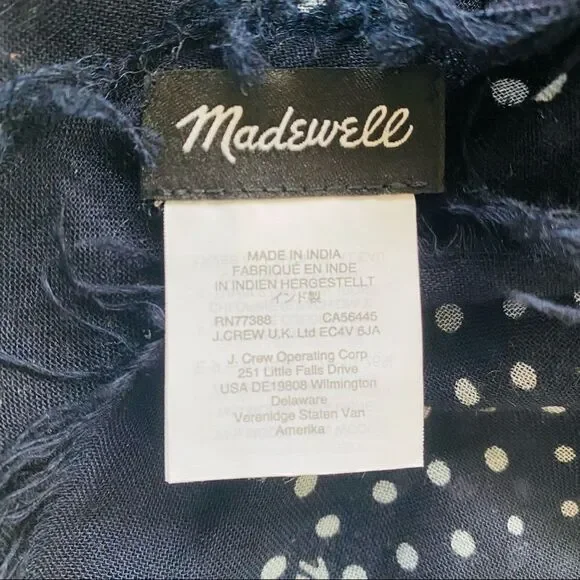 Madewell
MADE IN INDIA
FABRIQUÉ EN INDE
IN INDIEN HERGESTELLT
インド製
RN77388 CA56445
J.CREW U.K. Ltd EC4V 6JA
J. Crew Operating Corp
251 Little Falls Drive
USA DE19808 Wilmington
Delaware
Verenidge Staten Van
Amerika